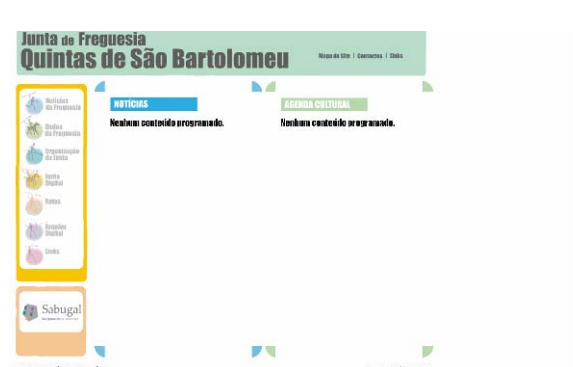 Junta de Freguesia
Quintas de São Bartolomeu
Mapa do Site | Contactos | Links
NOTÍCIAS
Nenhum conteúdo programado.
AGENDA CULTURAL
Nenhum conteúdo programado.
Notícias
da Freguesia
Dados
da Freguesia
Organização
da Junta
Junta
Digital
Digital
Links
Sabugal